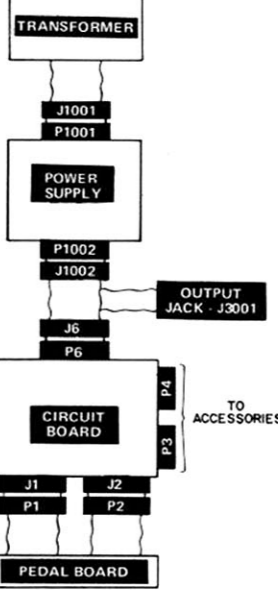 TRANSFORMER
J1001
P1001
POWER
SUPPLY
P1002
J1002
OUTPUT
JACK - J3001
J6
P6
P4
TO
ACCESSORIES
CIRCUIT
BOARD
P3
J1
J2
P1
P2
PEDAL BOARD